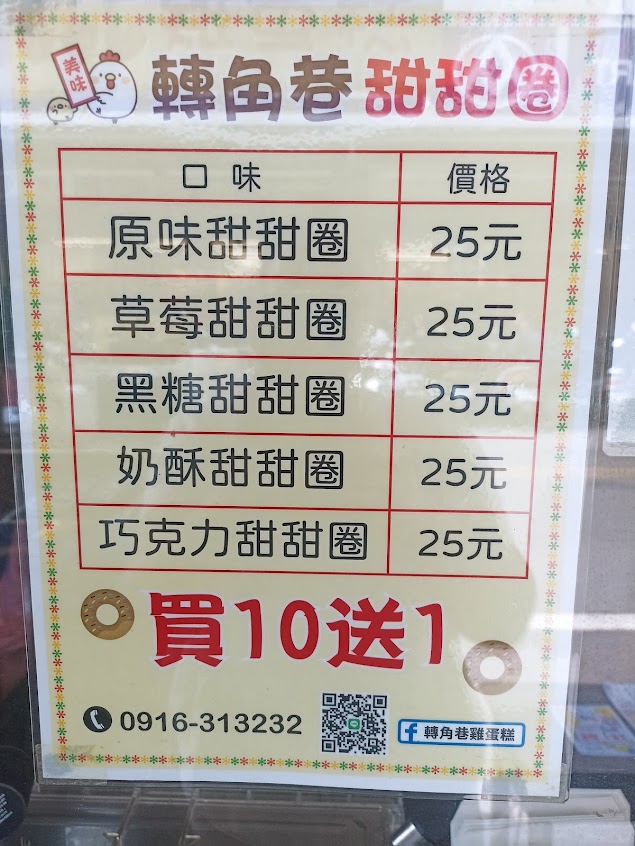 美味
轉角巷甜甜圈
口味 價格
原味甜甜圈 25元
草莓甜甜圈 25元
黑糖甜甜圈 25元
奶酥甜甜圈 25元
巧克力甜甜圈 25元
買10送1
0916-313232
f 轉角巷雞蛋糕